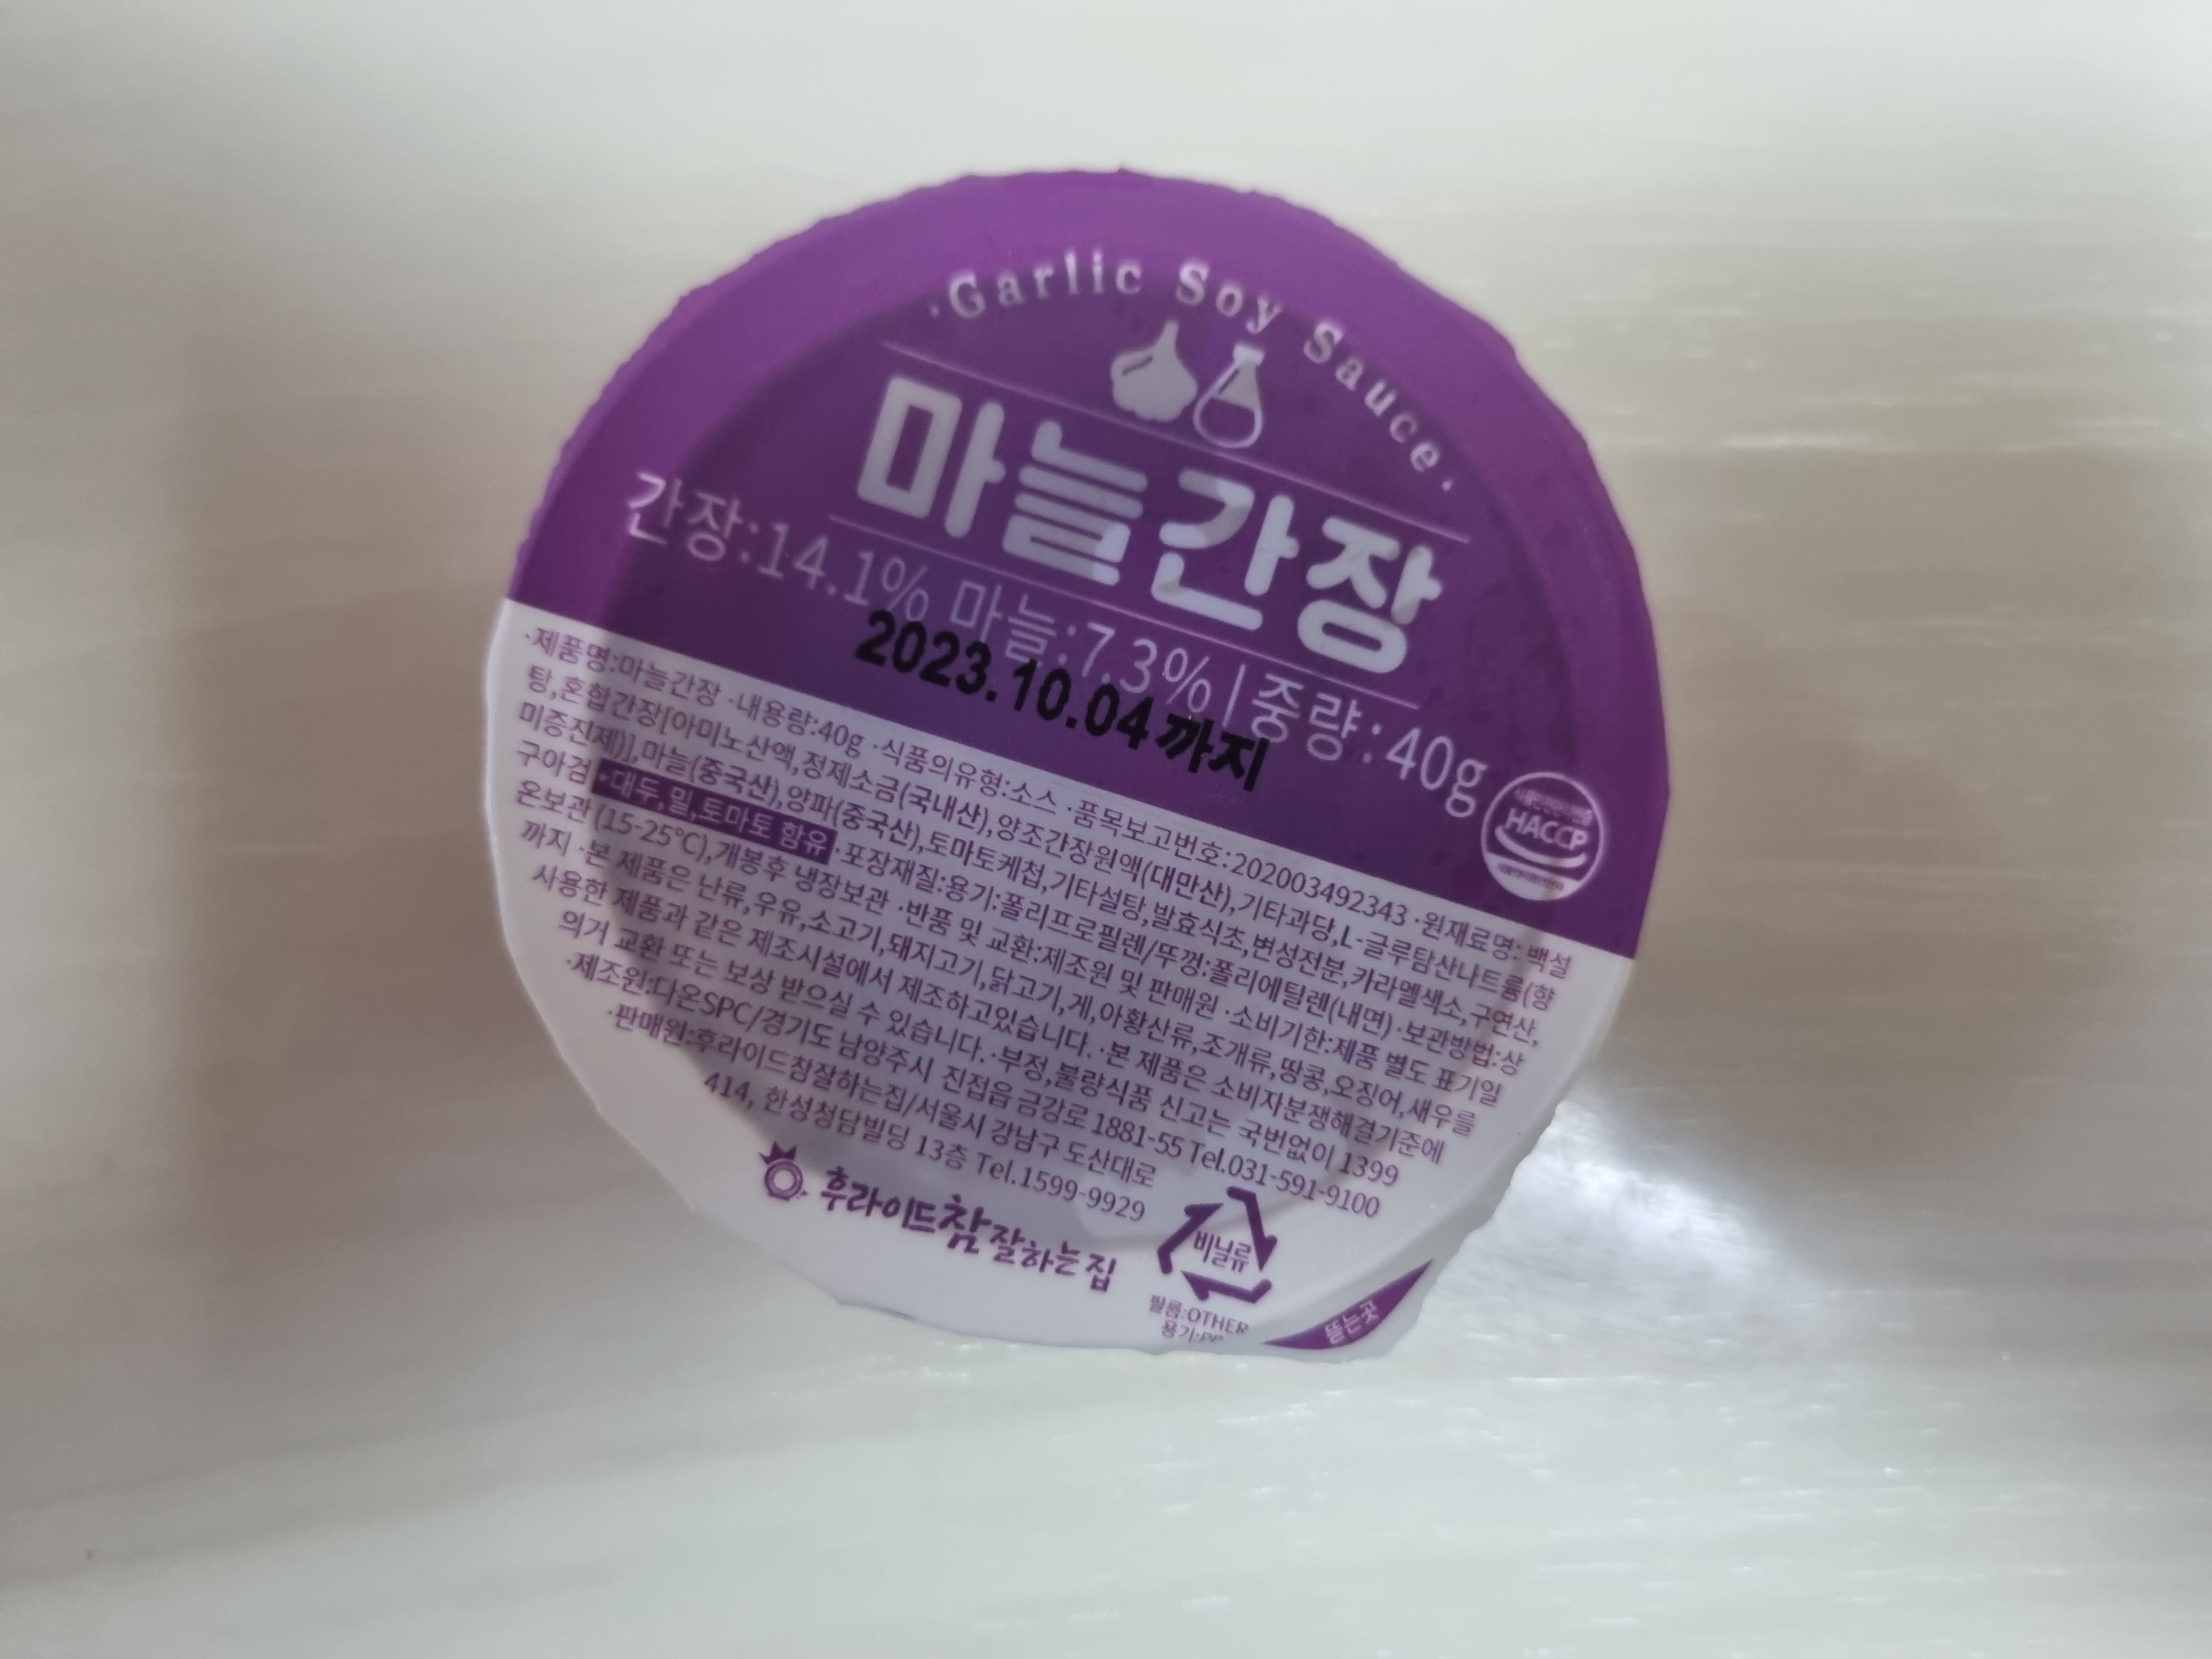 ·Garlic Soy Sauce·
마늘간장
간장:14.1% 마늘:7.3% | 중량:40g
2023.10.04까지
HACCP
·제품명:마늘간장 ·내용량:40g ·식품의유형:소스 ·품목보고번호:202003492343 ·원재료명: 백설
탕,혼합간장[아미노산액,정제소금(국내산),양조간장원액(대만산),기타과당,L-글루탐산나트륨(향
미증진제)],마늘(중국산),양파(중국산),토마토케첩,기타설탕,발효식초,변성전분,카라멜색소,구연산,
구아검 ·대두,밀,토마토 함유 ·포장재질:용기:폴리프로필렌/뚜껑:폴리에틸렌(내면) ·보관방법:상
온보관 (15-25℃),개봉후 냉장보관 ·반품 및 교환:제조원 및 판매원 ·소비기한:제품 별도 표기일
까지 ·본 제품은 난류,우유,소고기,돼지고기,닭고기,게,아황산류,조개류,땅콩,오징어,새우를
사용한 제품과 같은 제조시설에서 제조하고있습니다. ·본 제품은 소비자분쟁해결기준에
의거 교환 또는 보상 받으실 수 있습니다. ·부정,불량식품 신고는 국번없이 1399
·제조원:다온SPC/경기도 남양주시 진접읍 금강로 1881-55 Tel.031-591-9100
·판매원:후라이드참잘하는집/서울시 강남구 도산대로
414, 한성청담빌딩 13층 Tel.1599-9929
후라이드참잘하는집
비닐류
필름:OTHER
용기:PP
뜯는곳